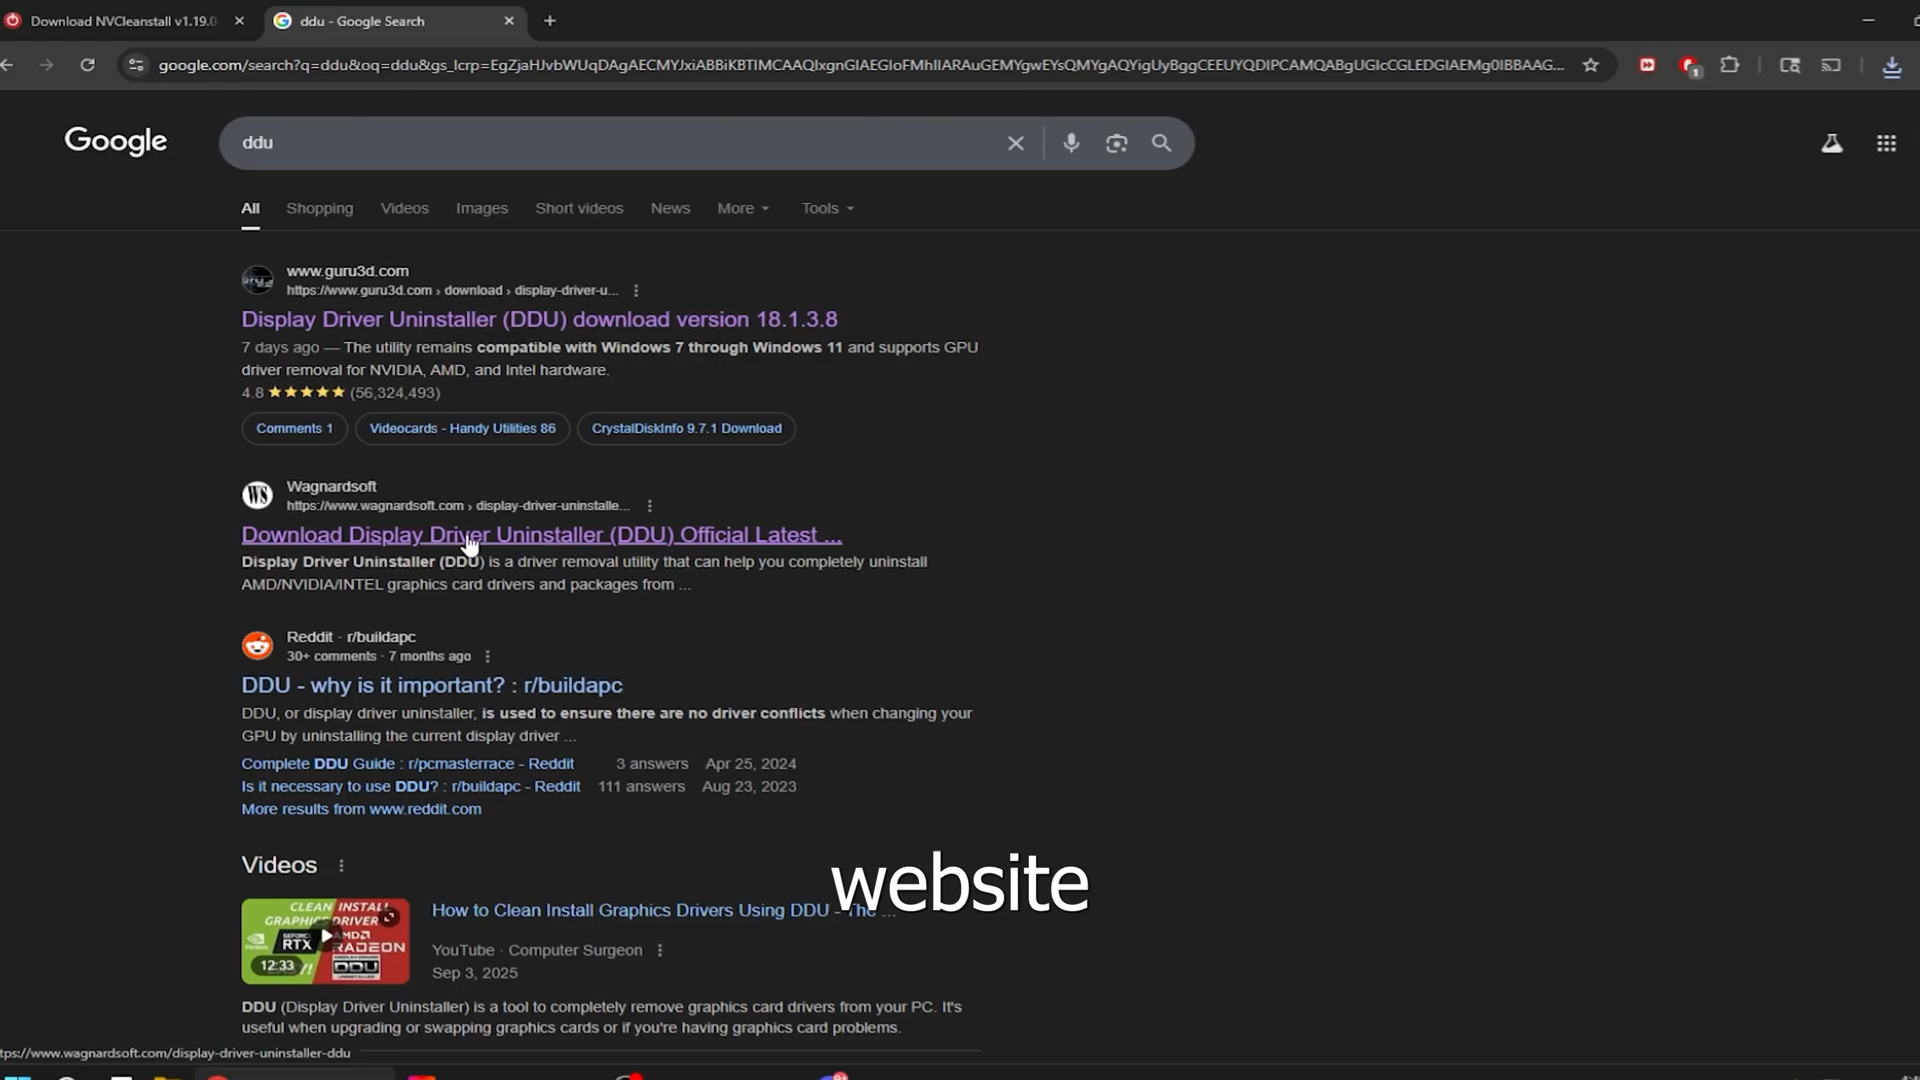 Download NVCleanstall v1.19.0
ddu - Google Search
google.com/search?q=ddu&oq=ddu&gs_lcrp=
1
Google
ddu
All Shopping Videos Images Short videos News More Tools
www.guru3d.com
https://www.guru3d.com › download › display-driver-u...
Display Driver Uninstaller (DDU) download version 18.1.3.8
7 days ago — The utility remains compatible with Windows 7 through Windows 11 and supports GPU
driver removal for NVIDIA, AMD, and Intel hardware.
4.8 ★★★★★ (56,324,493)
Comments 1 Videocards - Handy Utilities 86 CrystalDiskInfo 9.7.1 Download
WS
Wagnardsoft
https://www.wagnardsoft.com › display-driver-uninstalle...
Download Display Driver Uninstaller (DDU) Official Latest ...
Display Driver Uninstaller (DDU) is a driver removal utility that can help you completely uninstall
AMD/NVIDIA/INTEL graphics card drivers and packages from ...
Reddit · r/buildapc
30+ comments · 7 months ago
DDU - why is it important? : r/buildapc
DDU, or display driver uninstaller, is used to ensure there are no driver conflicts when changing your
GPU by uninstalling the current display driver ...
Complete DDU Guide : r/pcmasterrace - Reddit 3 answers Apr 25, 2024
Is it necessary to use DDU? : r/buildapc - Reddit 111 answers Aug 23, 2023
More results from www.reddit.com
Videos
website
CLEAN INSTALL
GRAPHICS DRIVER
GEFORCE RTX AMD RADEON
DDU
12:33
How to Clean Install Graphics Drivers Using DDU - The ...
YouTube · Computer Surgeon
Sep 3, 2025
DDU (Display Driver Uninstaller) is a tool to completely remove graphics card drivers from your PC. It's
useful when upgrading or swapping graphics cards or if you're having graphics card problems.
tps://www.wagnardsoft.com/display-driver-uninstaller-ddu